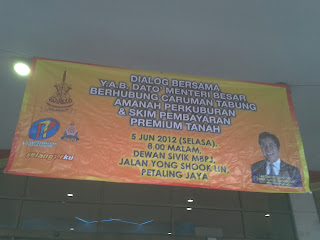 DIALOG BERSAMA
Y.A.B. DATO' MENTERI BESAR
BERHUBUNG CARUMAN TABUNG
AMANAH PERKUBURAN
& SKIM PEMBAYARAN
PREMIUM TANAH
5 JUN 2012 (SELASA).
8.00 MALAM.
DEWAN SIVIK MBPJ,
JALAN YONG SHOOK LIN,
PETALING JAYA
selangorku